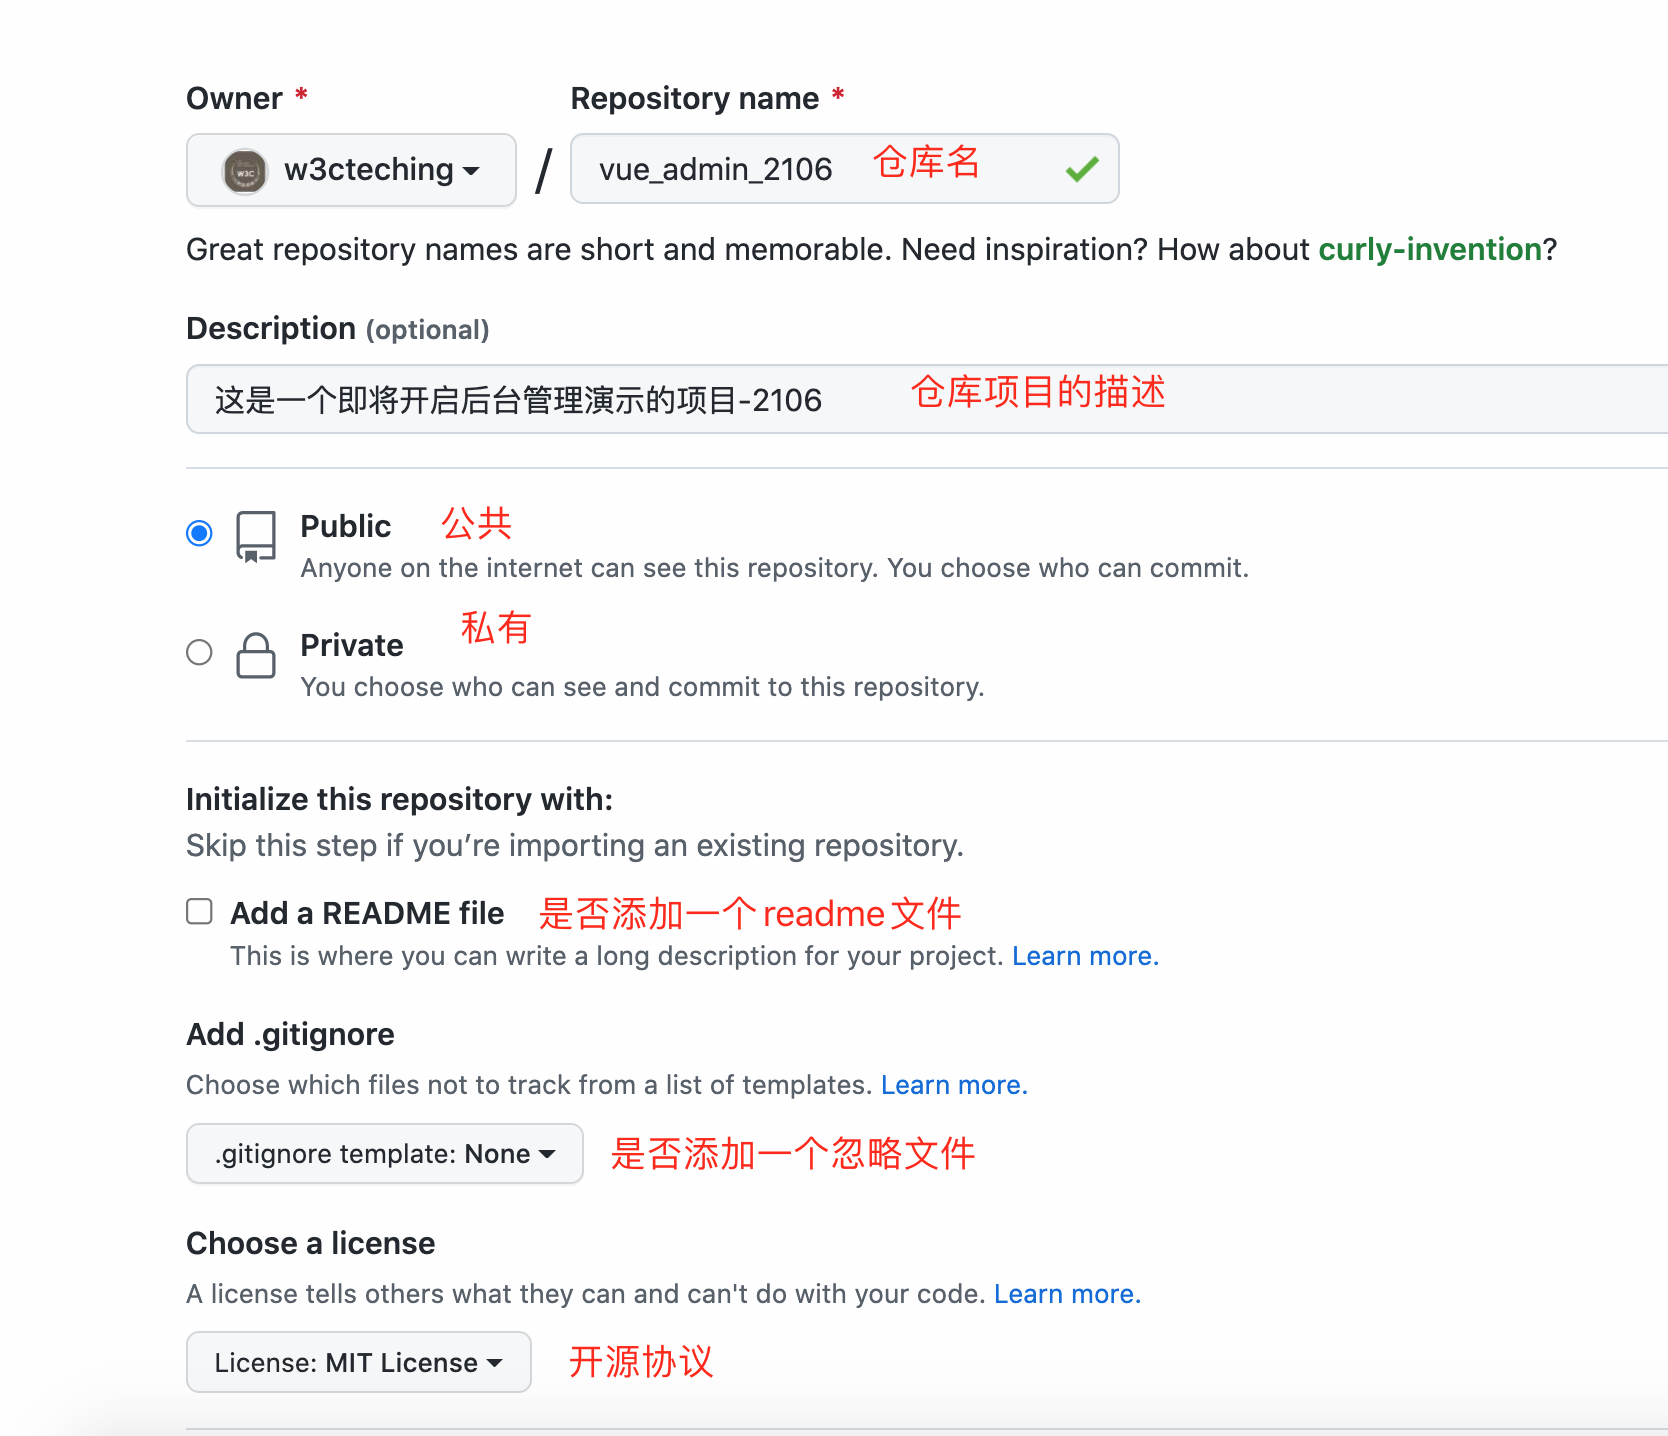 Owner *
Repository name *
W3C
w3cteching
/
vue_admin_2106
仓库名
Great repository names are short and memorable. Need inspiration? How about curly-invention?
Description (optional)
这是一个即将开启后台管理演示的项目-2106
仓库项目的描述
Public 公共
Anyone on the internet can see this repository. You choose who can commit.
Private 私有
You choose who can see and commit to this repository.
Initialize this repository with:
Skip this step if you’re importing an existing repository.
Add a README file 是否添加一个readme文件
This is where you can write a long description for your project. Learn more.
Add .gitignore
Choose which files not to track from a list of templates. Learn more.
.gitignore template: None 是否添加一个忽略文件
Choose a license
A license tells others what they can and can't do with your code. Learn more.
License: MIT License 开源协议